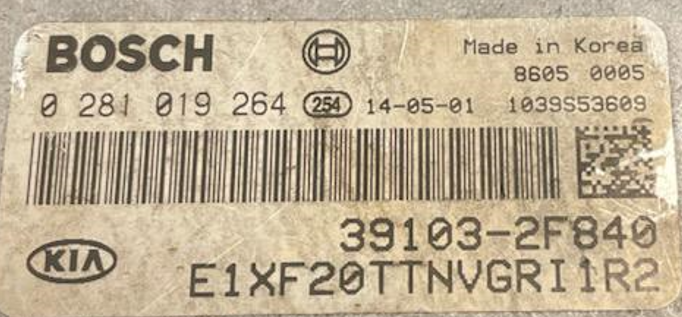 BOSCH
Made in Korea
8605 0005
0 281 019 264 254 14-05-01 1039S53609
39103-2F840
KIA
E1XF20TTNVGRI1R2